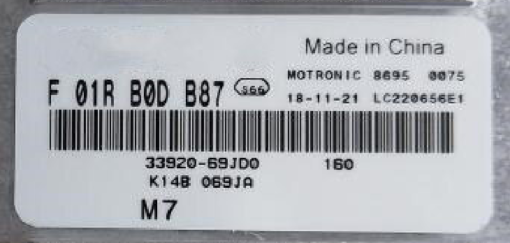 Made in China
MOTRONIC 8695 0075
F 01R B0D B87 S66 18-11-21 LC220656E1
33920-69JD0 160
K14B 069JA
M7